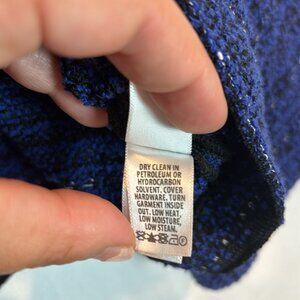 DRY CLEAN IN
PETROLEUM OR
HYDROCARBON
SOLVENT. COVER
HARDWARE. TURN
GARMENT INSIDE
OUT. LOW HEAT,
LOW MOISTURE,
LOW STEAM.